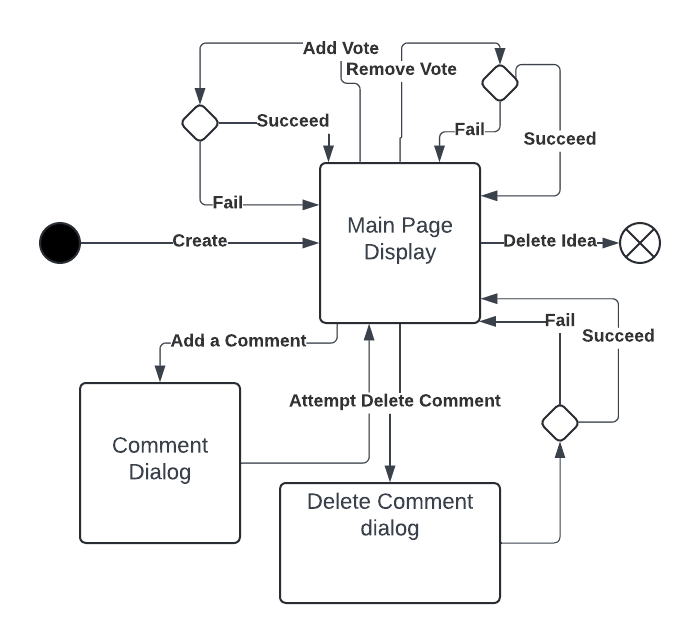 Add Vote
Remove Vote
Succeed
Fail
Succeed
Fail
Main Page
Display
Create
Delete Idea
Fail
Succeed
Add a Comment
Attempt Delete Comment
Comment
Dialog
Delete Comment
dialog